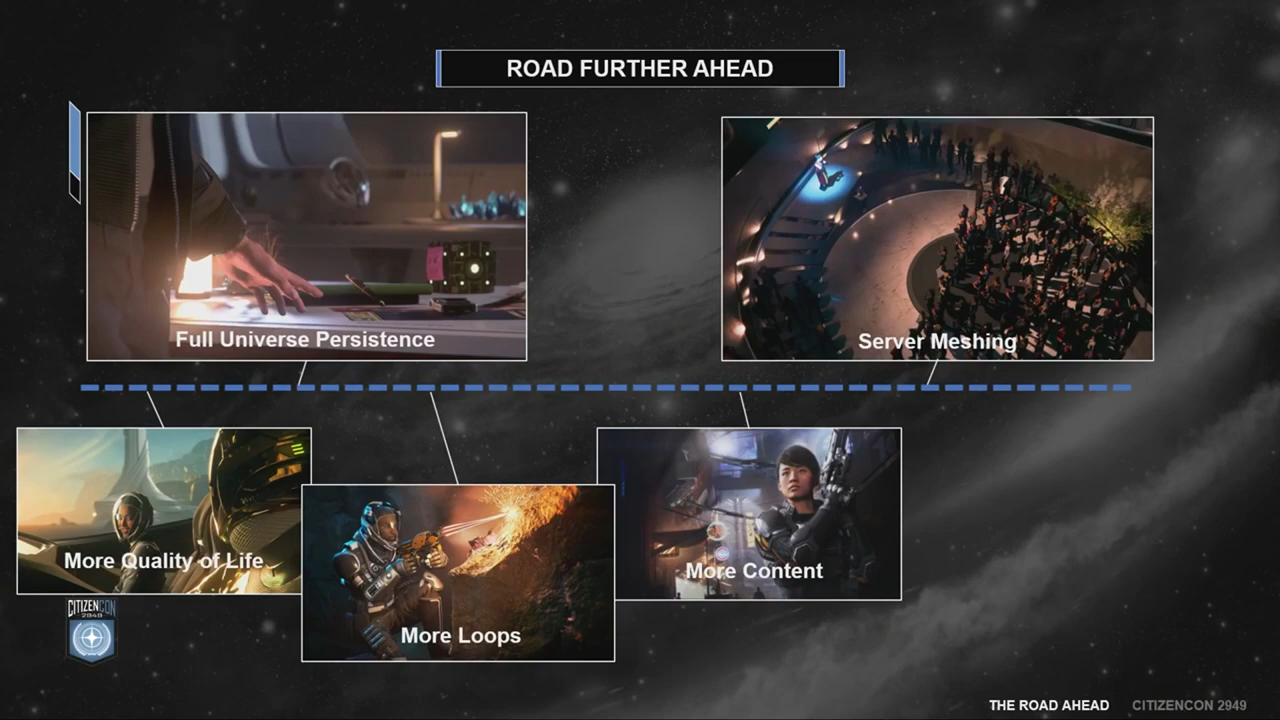 ROAD FURTHER AHEAD
Full Universe Persistence
Server Meshing
More Quality of Life
More Loops
More Content
CITIZENCON
2949
THE ROAD AHEAD CITIZENCON 2949